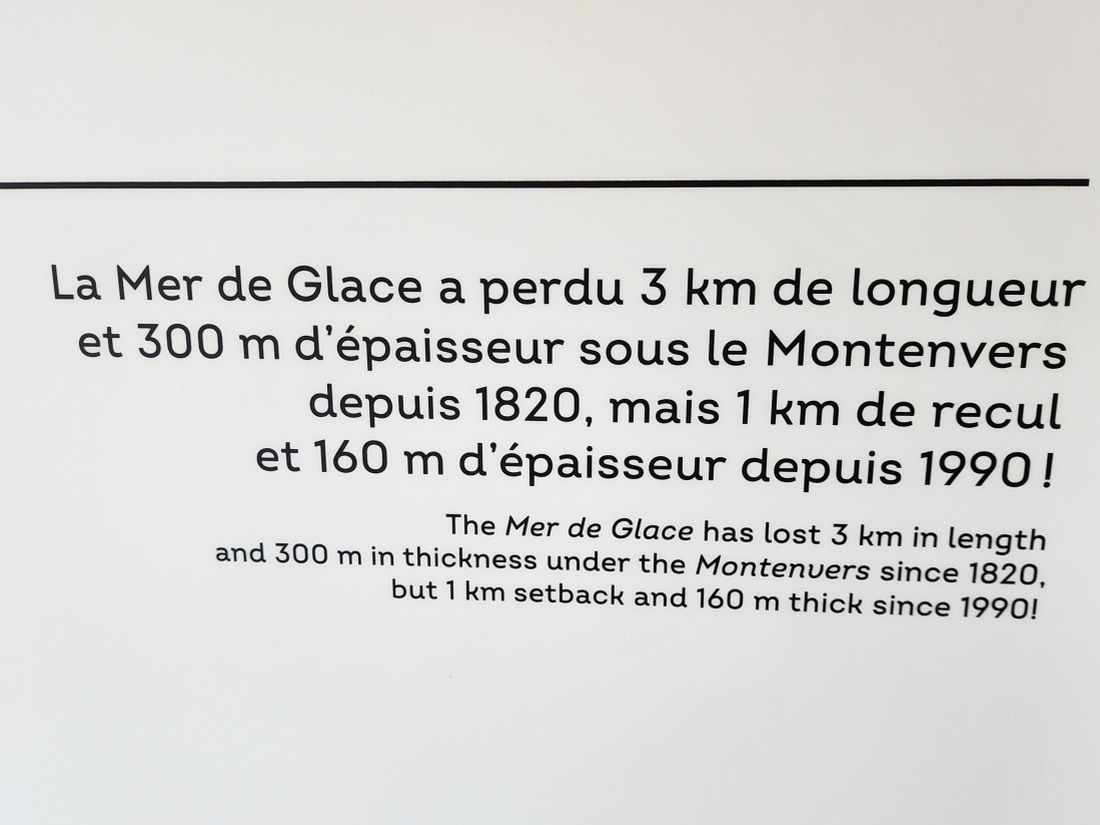 La Mer de Glace a perdu 3 km de longueur
et 300 m d'épaisseur sous le Montenvers
depuis 1820, mais 1 km de recul
et 160 m d'épaisseur depuis 1990 !
The Mer de Glace has lost 3 km in length
and 300 m in thickness under the Montenvers since 1820,
but 1 km setback and 160 m thick since 1990!